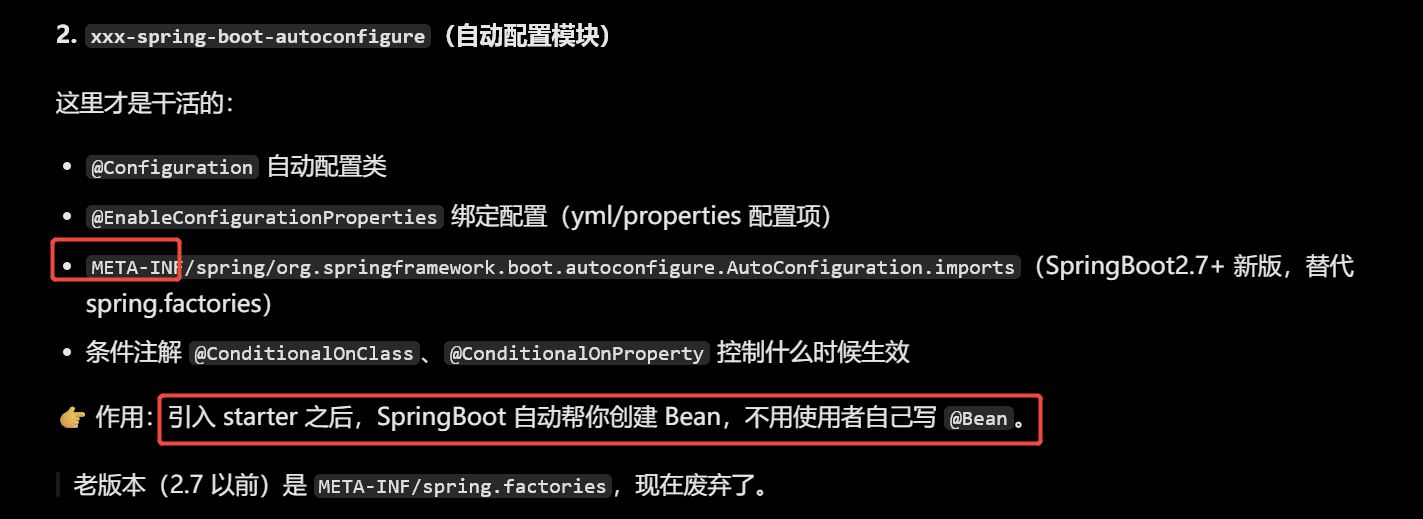 2. xxx-spring-boot-autoconfigure（自动配置模块）
这里才是干活的：
• @Configuration 自动配置类
• @EnableConfigurationProperties 绑定配置（yml/properties 配置项）
• META-INF/spring/org.springframework.boot.autoconfigure.AutoConfiguration.imports（SpringBoot2.7+ 新版，替代
spring.factories）
• 条件注解 @ConditionalOnClass、@ConditionalOnProperty 控制什么时候生效
👉 作用：引入 starter 之后，SpringBoot 自动帮你创建 Bean，不用使用者自己写 @Bean。
老版本（2.7 以前）是 META-INF/spring.factories，现在废弃了。